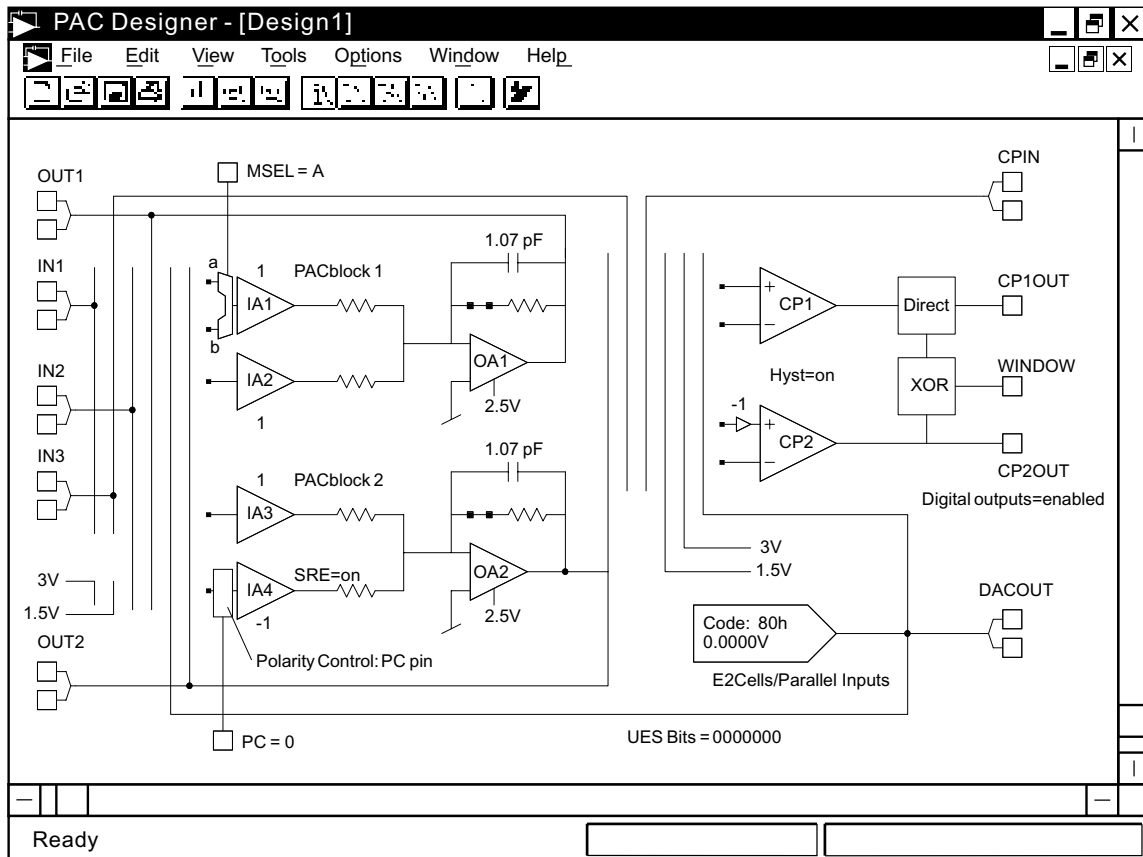 PAC Designer - [Design1]
File Edit View Tools Options Window Help
OUT1
MSEL = A
CPIN
IN1
a
1
PACblock 1
1.07 pF
IA1
b
CP1
+
−
Direct
CP1OUT
IN2
IA2
1
OA1
2.5V
Hyst=on
XOR
WINDOW
-1
CP2
+
−
CP2OUT
Digital outputs=enabled
IN3
1
PACblock 2
1.07 pF
IA3
SRE=on
IA4
-1
OA2
2.5V
3V
1.5V
3V
1.5V
Polarity Control: PC pin
OUT2
Code: 80h
0.0000V
E2Cells/Parallel Inputs
DACOUT
PC = 0
UES Bits = 0000000
Ready